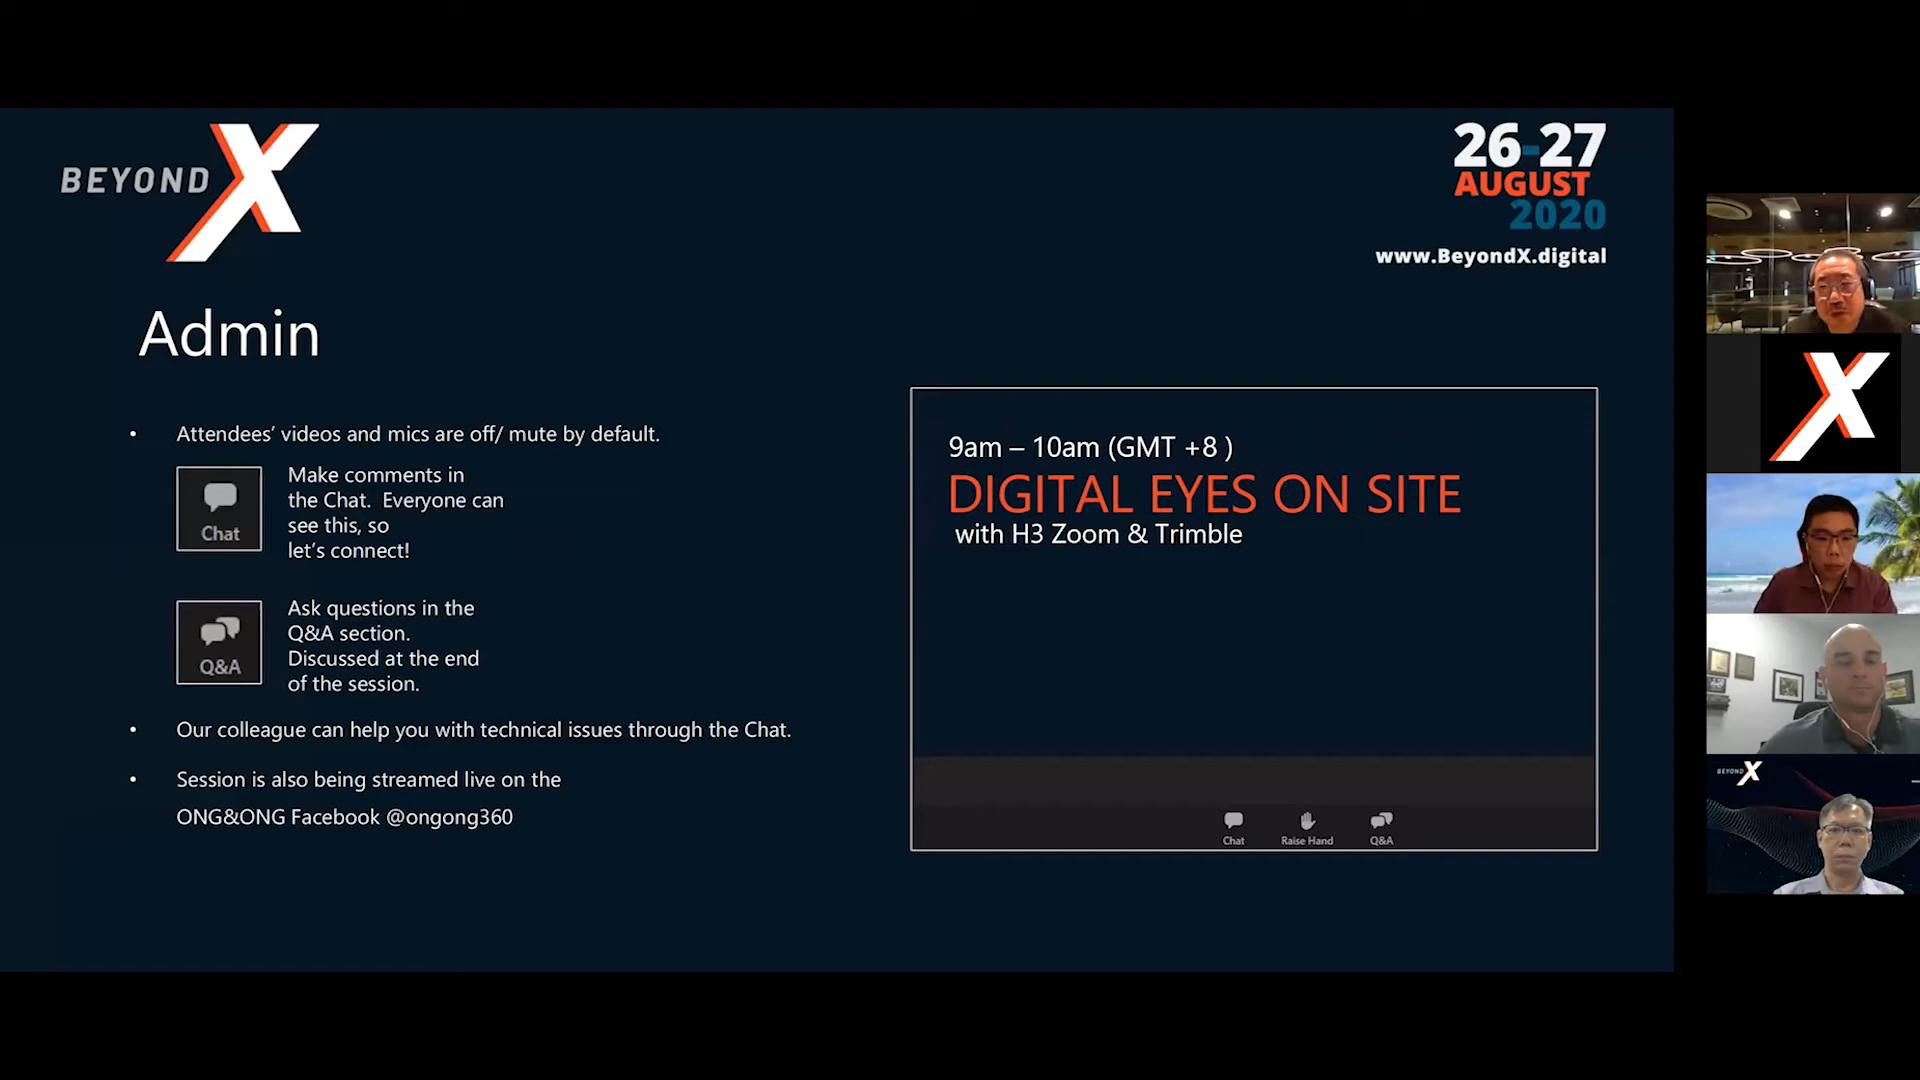 BEYOND X
26-27
AUGUST
2020
www.BeyondX.digital
Admin
• Attendees’ videos and mics are off/ mute by default.
Chat
Make comments in
the Chat.  Everyone can
see this, so
let’s connect!
Q&A
Ask questions in the
Q&A section.
Discussed at the end
of the session.
• Our colleague can help you with technical issues through the Chat.
• Session is also being streamed live on the
ONG&ONG Facebook @ongong360
9am – 10am (GMT +8 )
DIGITAL EYES ON SITE
with H3 Zoom & Trimble
Chat
Raise Hand
Q&A
X
BEYOND X